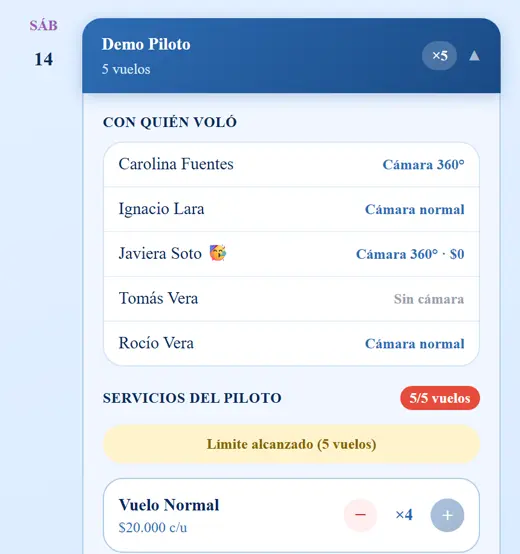 SÁB
14
Demo Piloto
5 vuelos
×5
▲
CON QUIÉN VOLÓ
Carolina Fuentes Cámara 360°
Ignacio Lara Cámara normal
Javiera Soto 🥳 Cámara 360° · $0
Tomás Vera Sin cámara
Rocío Vera Cámara normal
SERVICIOS DEL PILOTO 5/5 vuelos
Límite alcanzado (5 vuelos)
Vuelo Normal
$20.000 c/u
− ×4 +